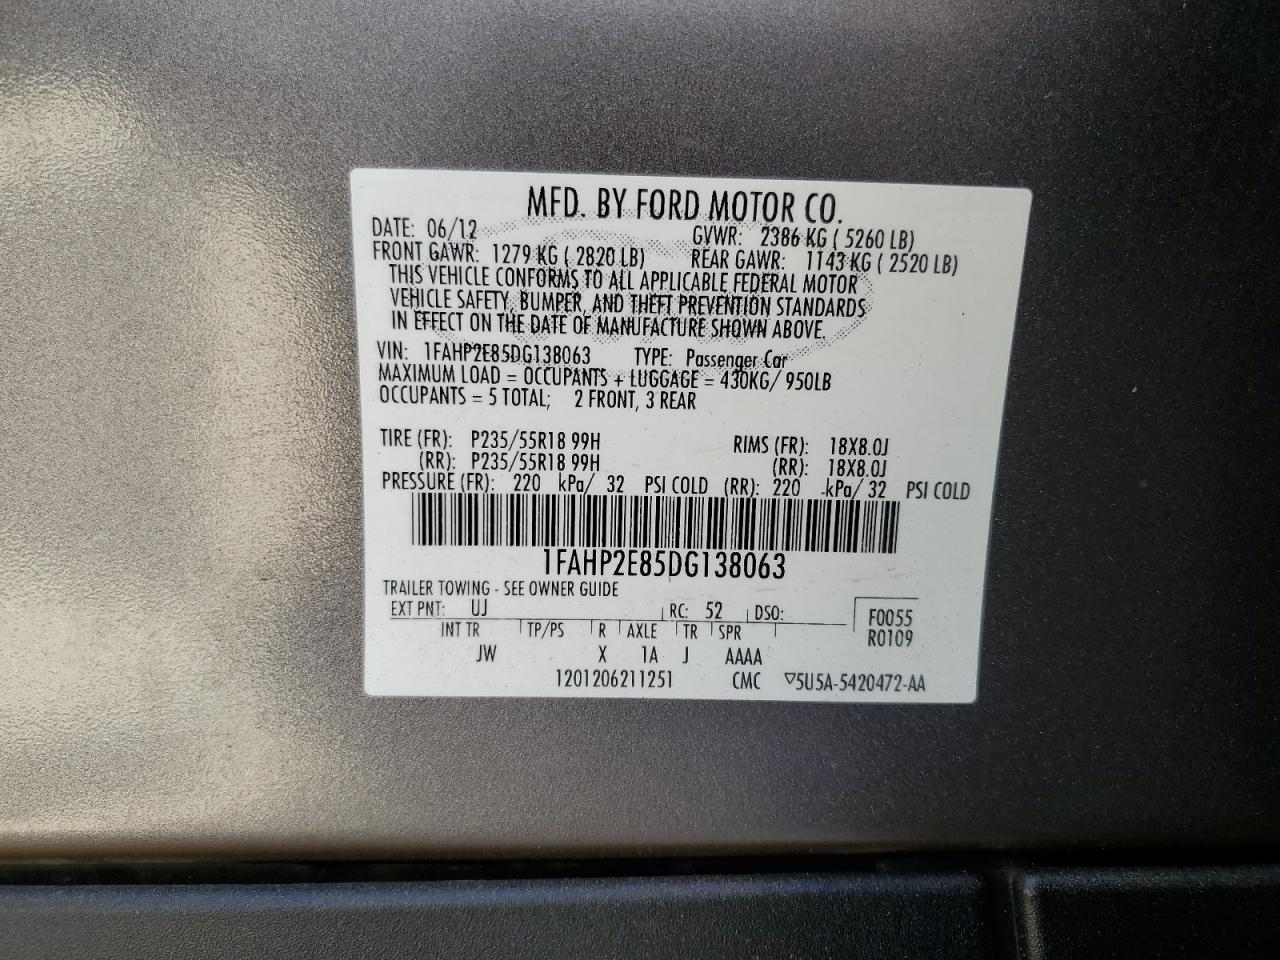 MFD. BY FORD MOTOR CO.
DATE: 06/12 GVWR: 2386 KG ( 5260 LB)
FRONT GAWR: 1279 KG ( 2820 LB) REAR GAWR: 1143 KG ( 2520 LB)
THIS VEHICLE CONFORMS TO ALL APPLICABLE FEDERAL MOTOR
VEHICLE SAFETY, BUMPER, AND THEFT PREVENTION STANDARDS
IN EFFECT ON THE DATE OF MANUFACTURE SHOWN ABOVE.
VIN: 1FAHP2E85DG138063 TYPE: Passenger Car
MAXIMUM LOAD = OCCUPANTS + LUGGAGE = 430KG/ 950LB
OCCUPANTS = 5 TOTAL; 2 FRONT, 3 REAR
TIRE (FR): P235/55R18 99H RIMS (FR): 18X8.0J
(RR): P235/55R18 99H (RR): 18X8.0J
PRESSURE (FR): 220 kPa/ 32 PSI COLD (RR): 220 kPa/ 32 PSI COLD
1FAHP2E85DG138063
TRAILER TOWING - SEE OWNER GUIDE
EXT PNT: UJ RC: 52 DSO: F0055
INT TR TP/PS R AXLE TR SPR R0109
JW X 1A J AAAA
1201206211251 CMC ▽5U5A-5420472-AA